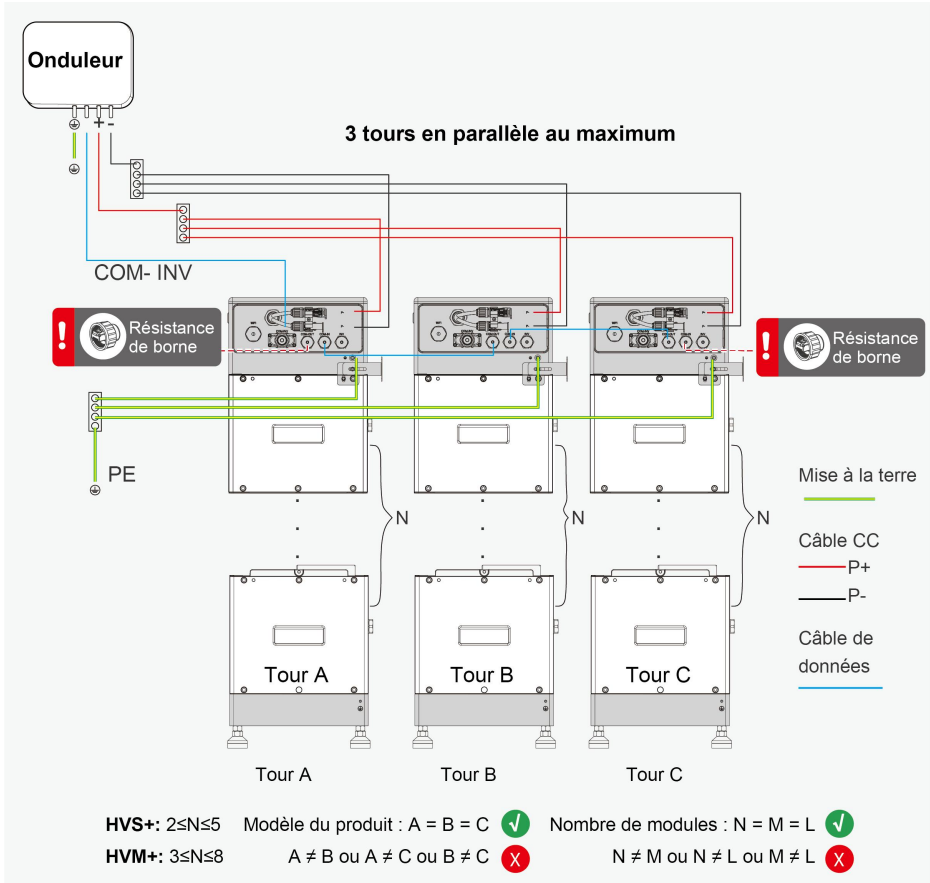 Onduleur
+ -
3 tours en parallèle au maximum
COM- INV
! Résistance
de borne
! Résistance
de borne
PE
N
N
N
Mise à la terre
Câble CC
P+
P-
Câble de
données
Tour A
Tour B
Tour C
Tour A
Tour B
Tour C
HVS+: 2≤N≤5 Modèle du produit : A = B = C √ Nombre de modules : N = M = L √
HVM+: 3≤N≤8 A ≠ B ou A ≠ C ou B ≠ C X N ≠ M ou N ≠ L ou M ≠ L X